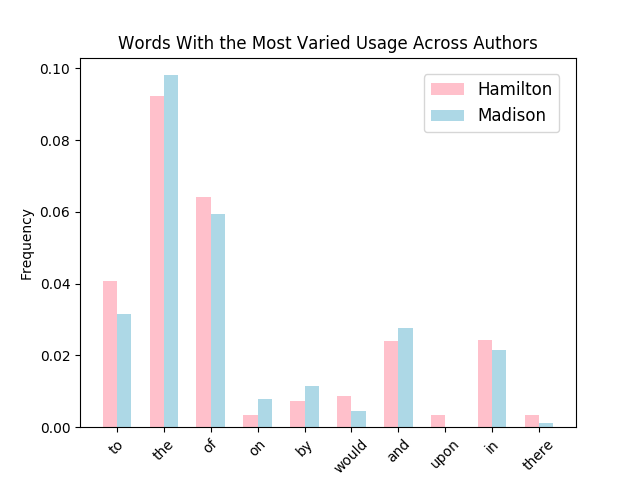 Words With the Most Varied Usage Across Authors
Hamilton
Madison
Frequency
0.10
0.08
0.06
0.04
0.02
0.00
to
the
of
on
by
would
and
upon
in
there